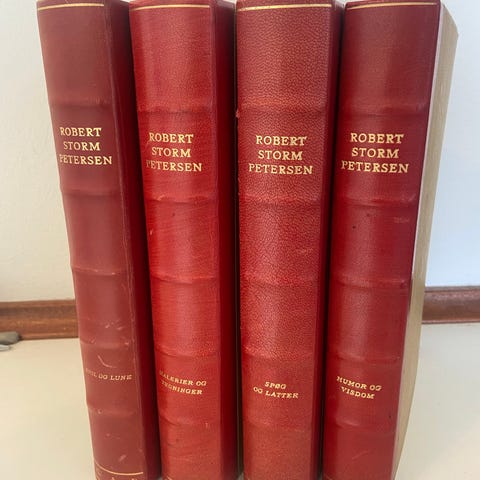 ROBERT
STORM
PETERSEN
OG LUNE
ROBERT
STORM
PETERSEN
MALERIER OG
TEGNINGER
ROBERT
STORM
PETERSEN
SPØG
OG LATTER
ROBERT
STORM
PETERSEN
HUMOR OG
VISDOM